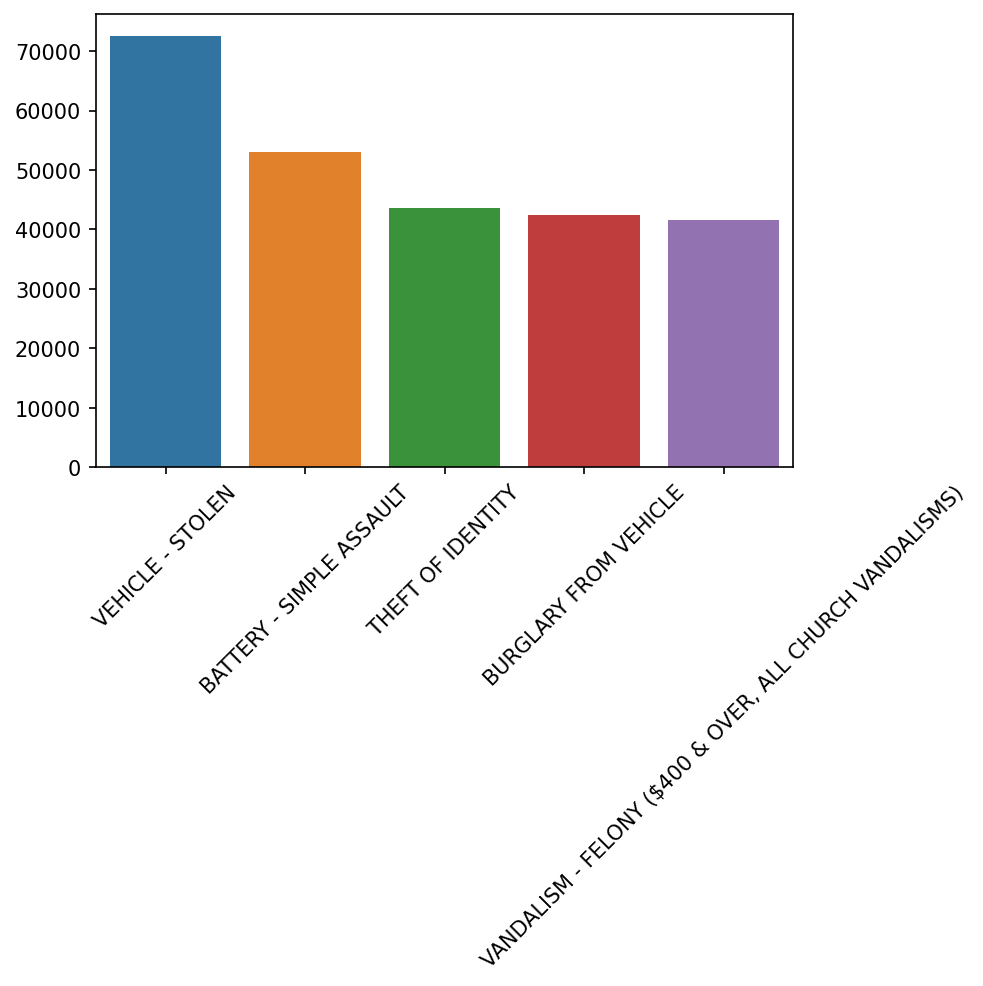 70000
60000
50000
40000
30000
20000
10000
0
VEHICLE - STOLEN
BATTERY - SIMPLE ASSAULT
THEFT OF IDENTITY
BURGLARY FROM VEHICLE
VANDALISM - FELONY ($400 & OVER, ALL CHURCH VANDALISMS)